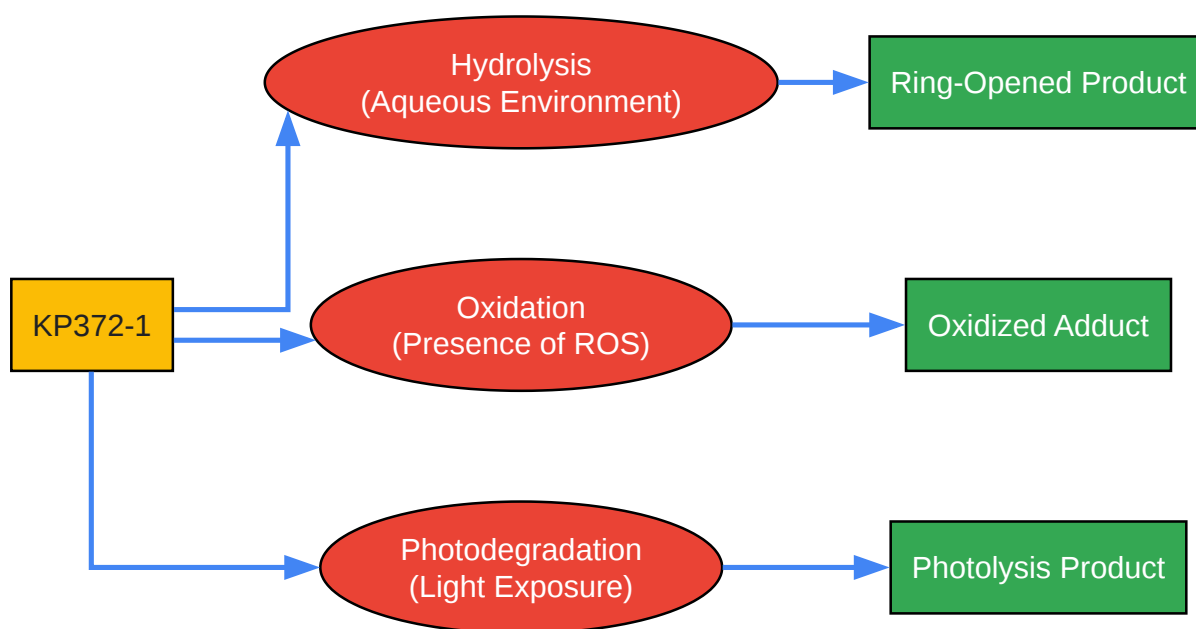 Hydrolysis
(Aqueous Environment)
Ring-Opened Product
KP372-1
Oxidation
(Presence of ROS)
Oxidized Adduct
Photodegradation
(Light Exposure)
Photolysis Product